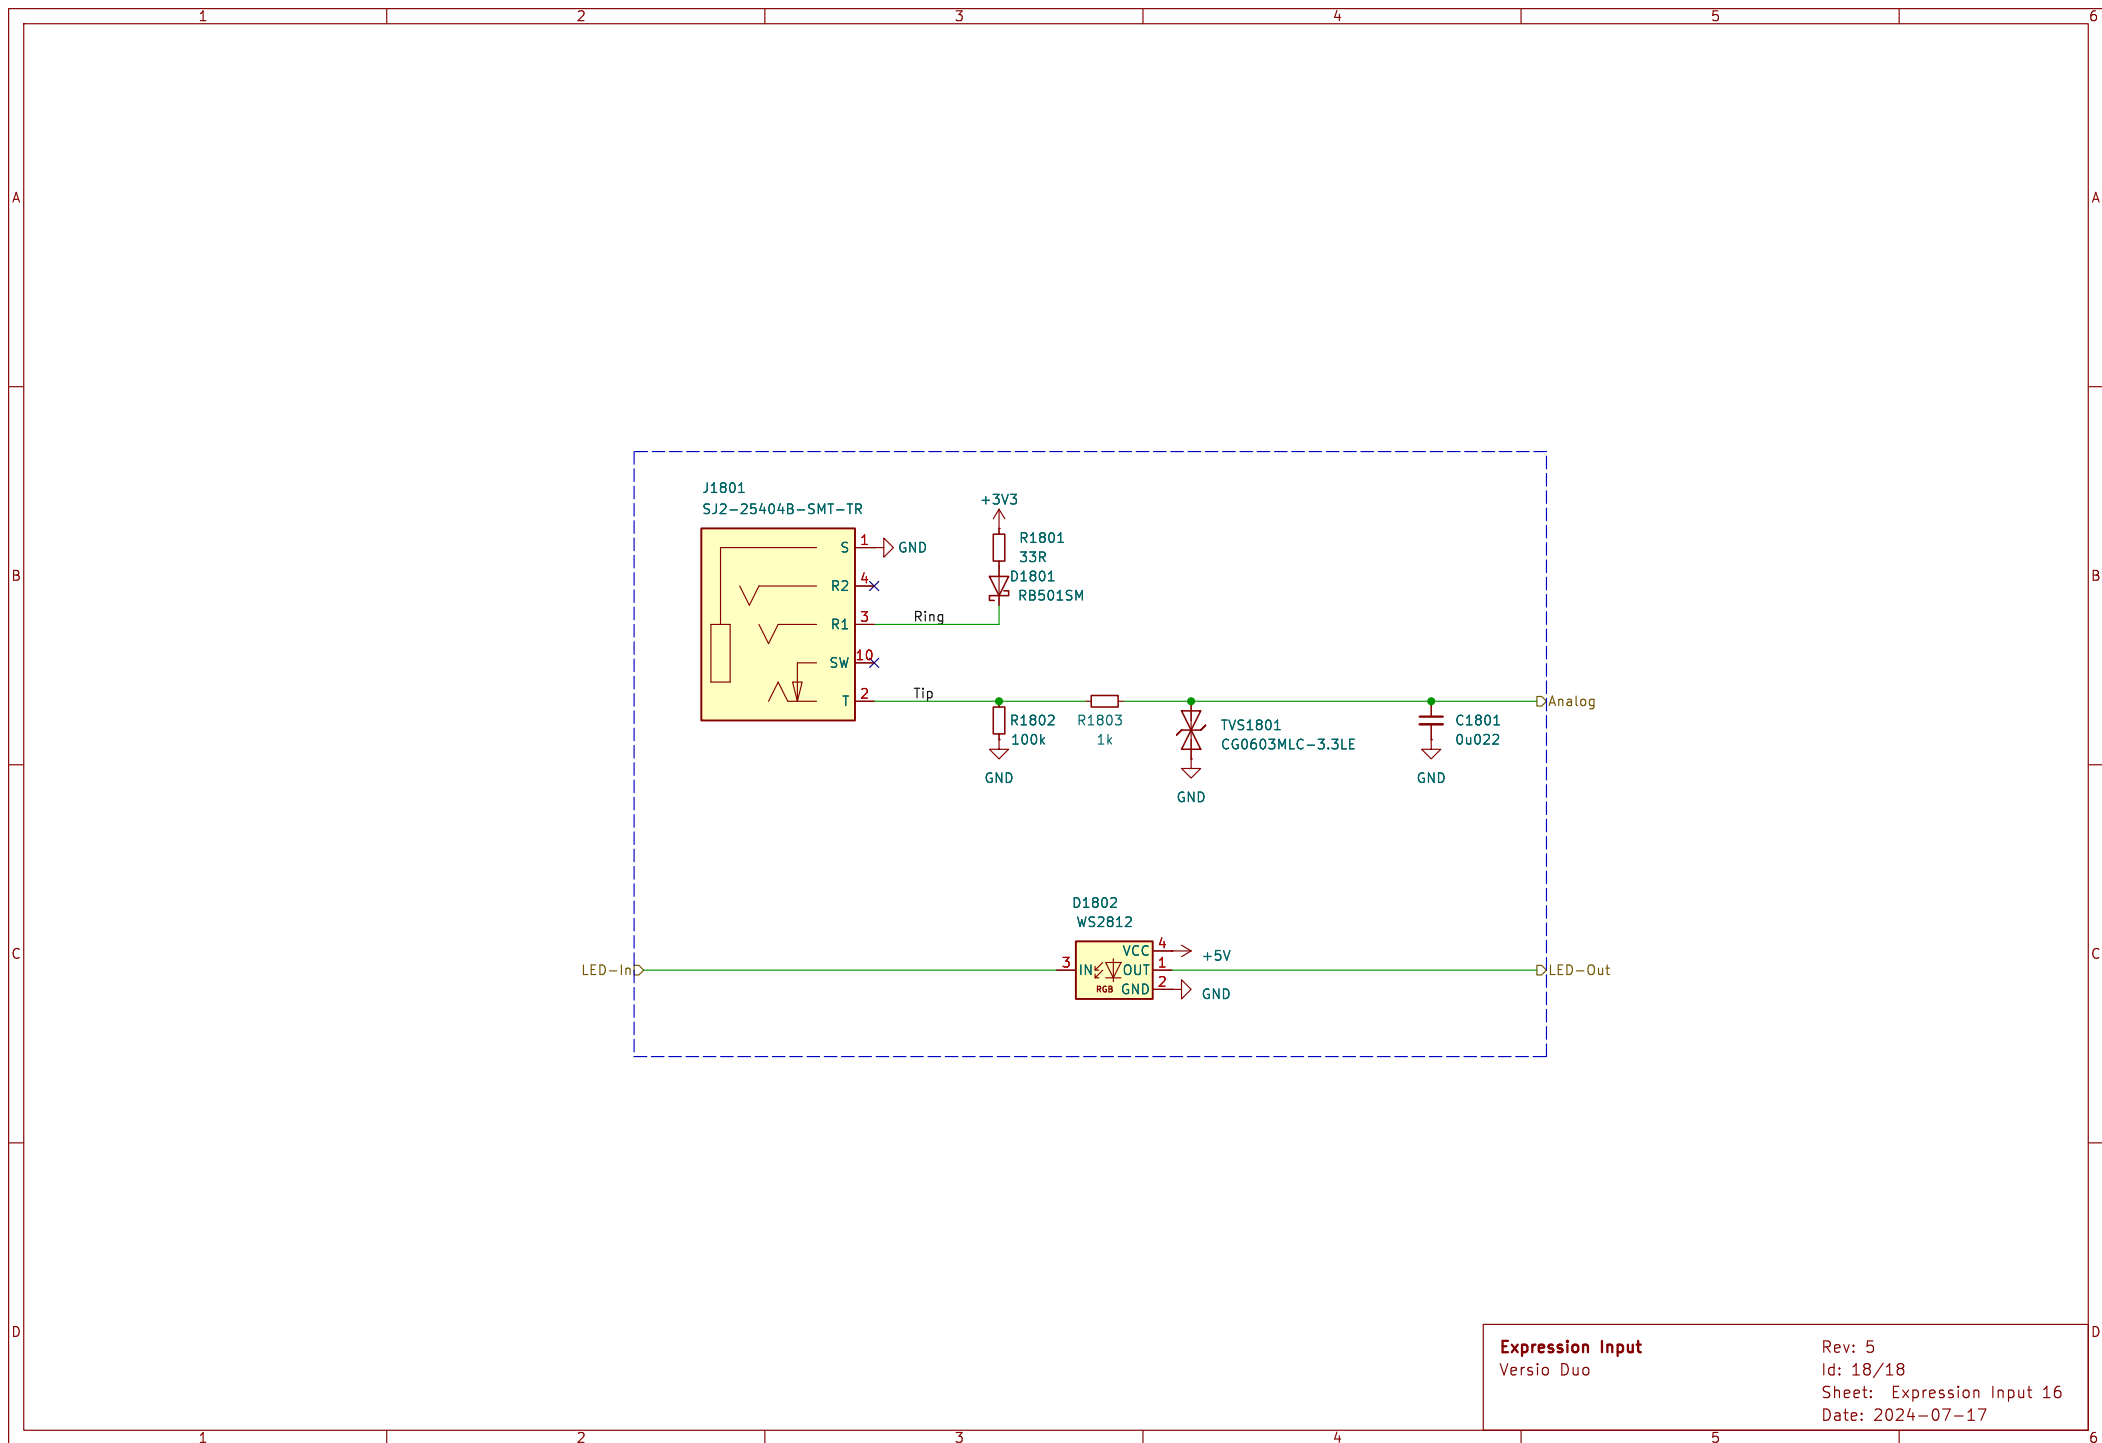 1 2 3 4 5 6
A A
J1801
SJ2-25404B-SMT-TR
+3V3
R1801
33R
S 1 GND
D1801
RB501SM
B R2 4 B
R1 3 Ring
SW 10
T 2 Tip
Analog
R1802
100k
R1803
1k
TVS1801
CG0603MLC-3.3LE
C1801
0u022
GND
GND
GND
D1802
WS2812
C VCC 4 +5V C
LED-In 3 IN OUT 1 LED-Out
RGB GND 2 GND
D D
Expression Input
Versio Duo
Rev: 5
Id: 18/18
Sheet: Expression Input 16
Date: 2024-07-17
1 2 3 4 5 6